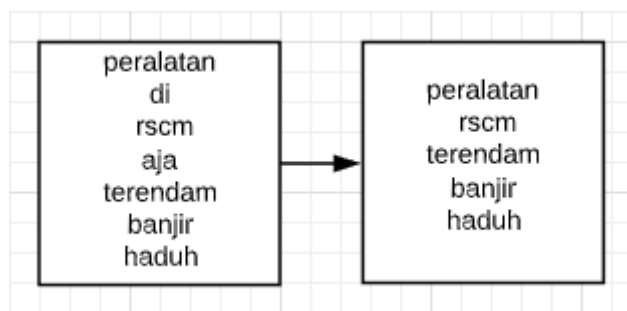 peralatan
di
rscm
aja
terendam
banjir
haduh
peralatan
rscm
terendam
banjir
haduh